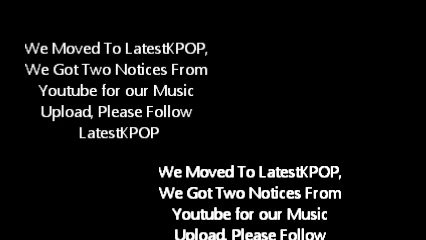 We Moved To LatestKPOP,
We Got Two Notices From
Youtube for our Music
Upload, Please Follow
LatestKPOP
We Moved To LatestKPOP,
We Got Two Notices From
Youtube for our Music
Upload, Please Follow